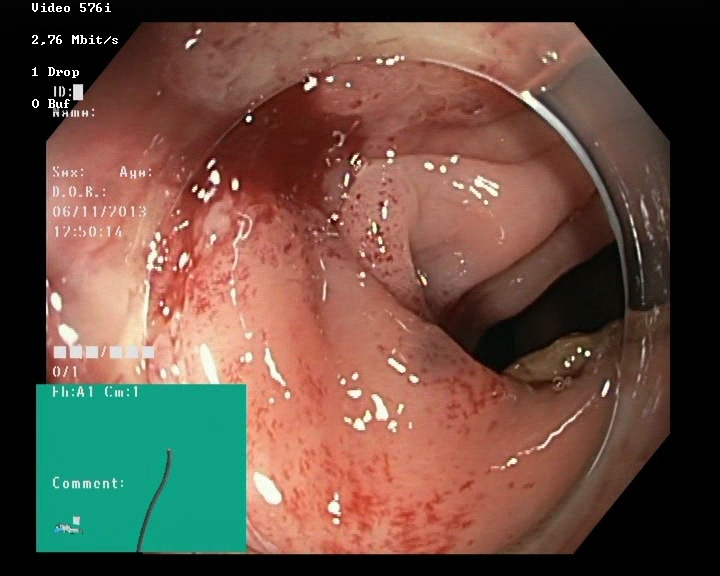 Video 576i
2,76 Mbit/s
1 Drop
ID:
0 Buf
Name:
Sex: Age:
D.O.B.:
06/11/2013
12:50:14
/
0/1
Eh:A1 Cm:1
Comment: